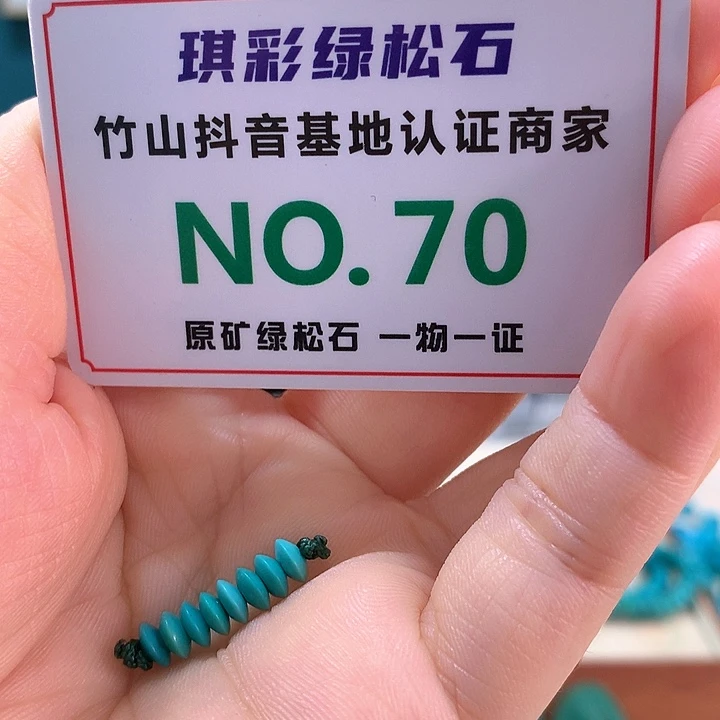 琪彩绿松石
竹山抖音基地认证商家
NO.70
原矿绿松石 一物一证